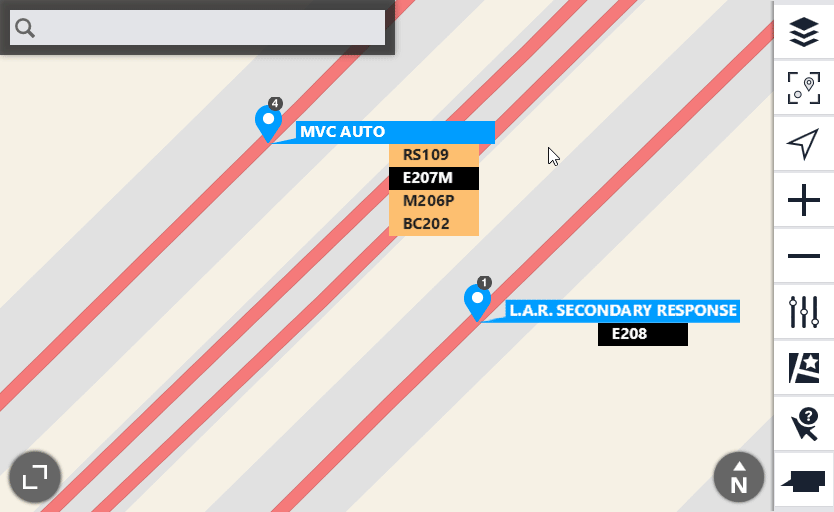 4
MVC AUTO
RS109
E207M
M206P
BC202
1
L.A.R. SECONDARY RESPONSE
E208
?
N